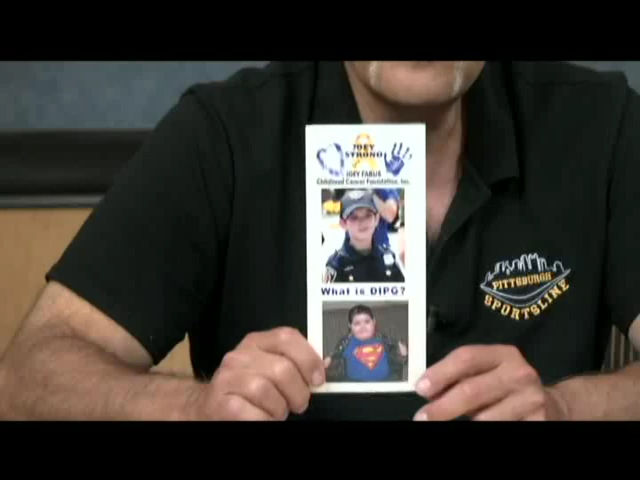 JOEY
STRONG
JOEY FABUS
Childhood Cancer Foundation, Inc.
What is DIPG?
PITTSBURGH
SPORTSLINE